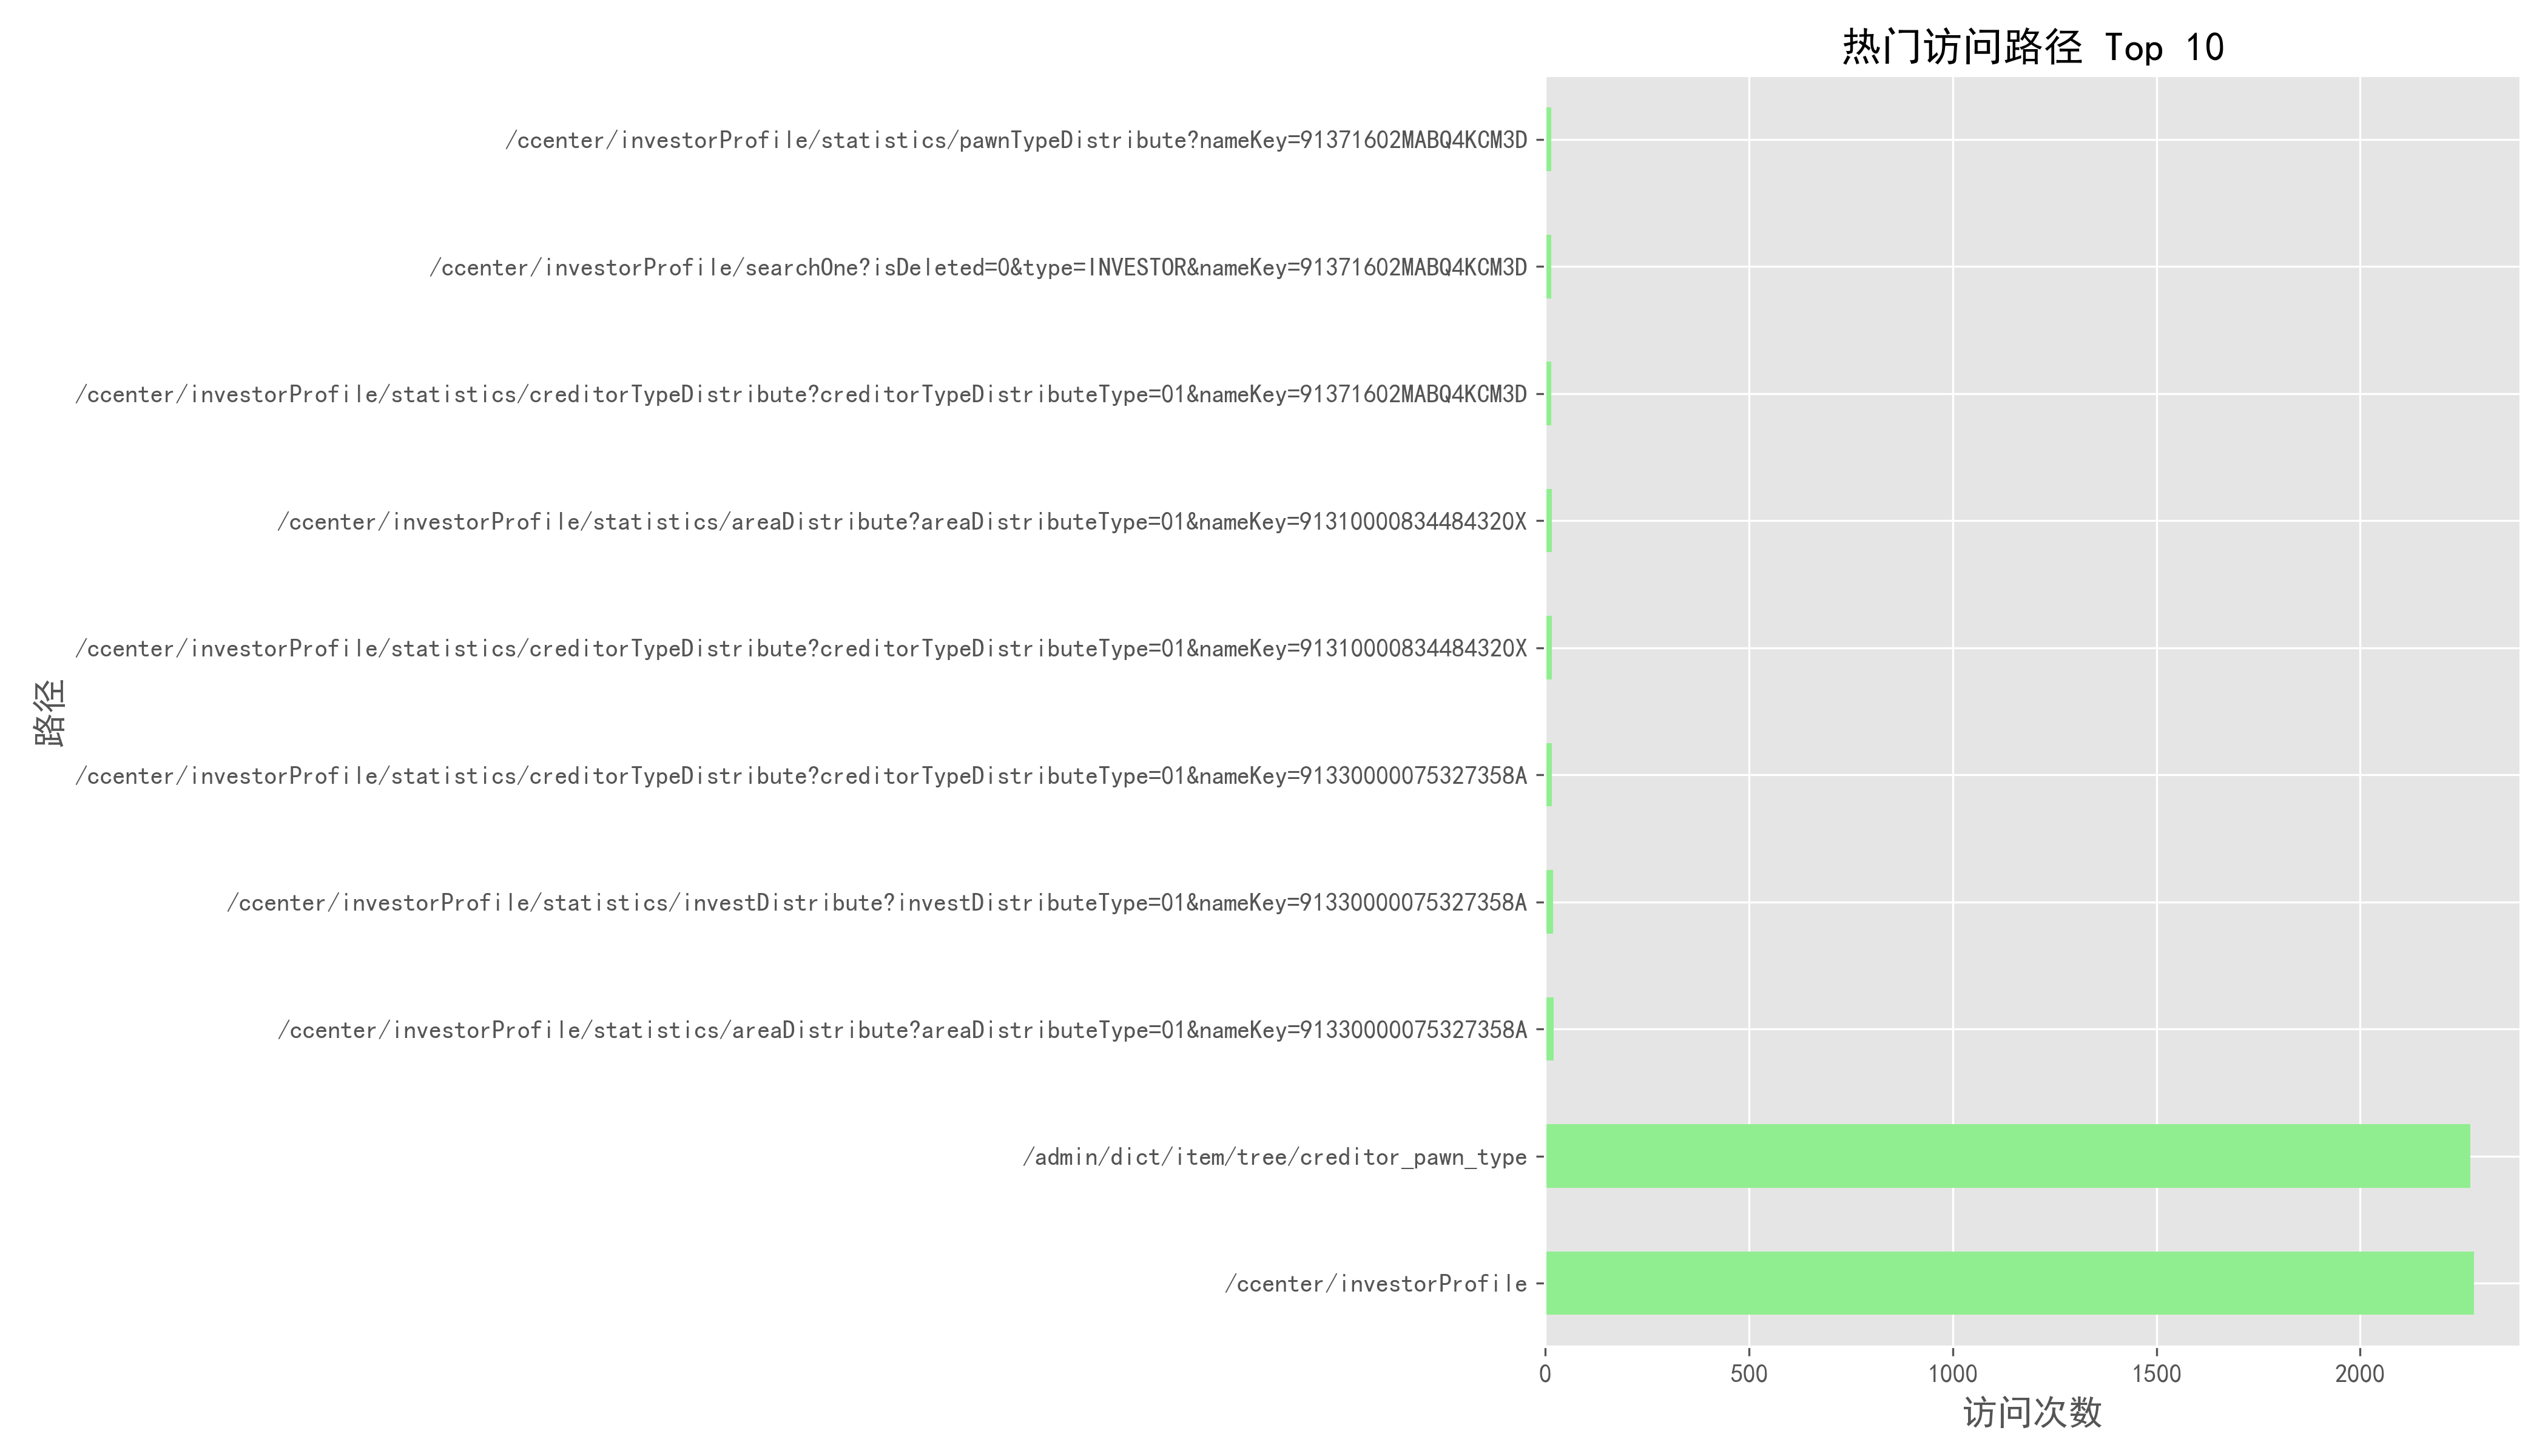 热门访问路径 Top 10
/ccenter/investorProfile/statistics/pawnTypeDistribute?nameKey=91371602MABQ4KCM3D
/ccenter/investorProfile/searchOne?isDeleted=0&type=INVESTOR&nameKey=91371602MABQ4KCM3D
/ccenter/investorProfile/statistics/creditorTypeDistribute?creditorTypeDistributeType=01&nameKey=91371602MABQ4KCM3D
/ccenter/investorProfile/statistics/areaDistribute?areaDistributeType=01&nameKey=91310000834484320X
/ccenter/investorProfile/statistics/creditorTypeDistribute?creditorTypeDistributeType=01&nameKey=91310000834484320X
/ccenter/investorProfile/statistics/creditorTypeDistribute?creditorTypeDistributeType=01&nameKey=91330000075327358A
/ccenter/investorProfile/statistics/investDistribute?investDistributeType=01&nameKey=91330000075327358A
/ccenter/investorProfile/statistics/areaDistribute?areaDistributeType=01&nameKey=91330000075327358A
/admin/dict/item/tree/creditor_pawn_type
/ccenter/investorProfile
路径
0 500 1000 1500 2000
访问次数